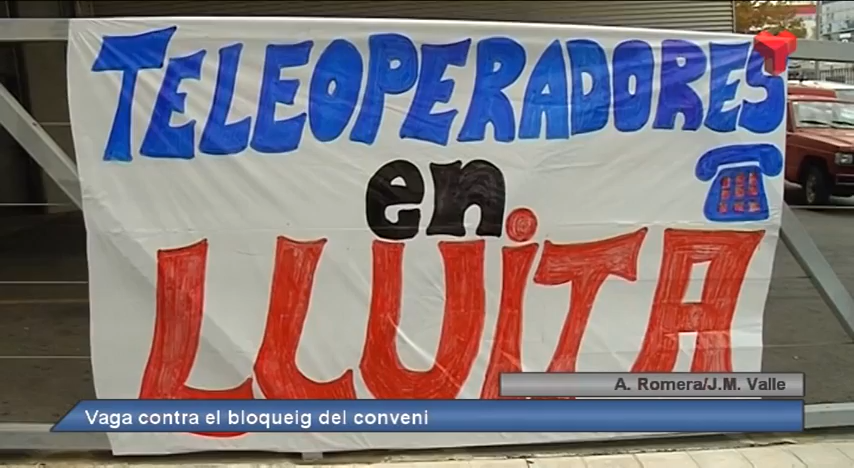 TELEOPERADORES
en
LLUiTA
A. Romera/J.M. Valle
Vaga contra el bloqueig del conveni